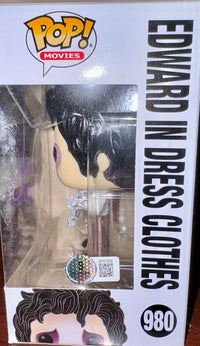 POP!
MOVIES
EDWARD IN DRESS CLOTHES
980